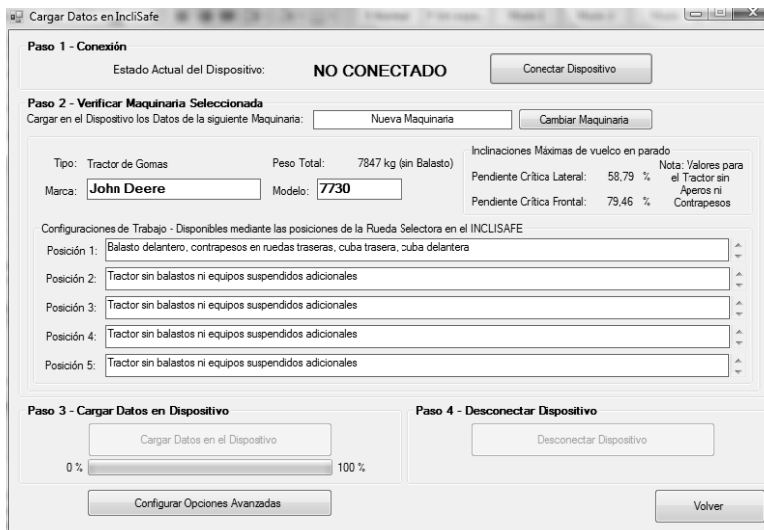 Cargar Datos en IncliSafe
Paso 1 - Conexión
Estado Actual del Dispositivo: NO CONECTADO Conectar Dispositivo
Paso 2 - Verificar Maquinaria Seleccionada
Cargar en el Dispositivo los Datos de la siguiente Maquinaria: Nueva Maquinaria Cambiar Maquinaria
Tipo: Tractor de Gomas Peso Total: 7847 kg (sin Balasto)
Marca: John Deere Modelo: 7730
Inclinaciones Máximas de vuelco en parado
Pendiente Crítica Lateral: 58,79 %
Pendiente Crítica Frontal: 79,46 %
Nota: Valores para
el Tractor sin
Aperos ni
Contrapesos
Configuraciones de Trabajo - Disponibles mediante las posiciones de la Rueda Selectora en el INCLISAFE
Posición 1: Balasto delantero, contrapesos en ruedas traseras, cuba trasera, cuba delantera
Posición 2: Tractor sin balastos ni equipos suspendidos adicionales
Posición 3: Tractor sin balastos ni equipos suspendidos adicionales
Posición 4: Tractor sin balastos ni equipos suspendidos adicionales
Posición 5: Tractor sin balastos ni equipos suspendidos adicionales
Paso 3 - Cargar Datos en Dispositivo
Cargar Datos en el Dispositivo
0 % 100 %
Paso 4 - Desconectar Dispositivo
Desconectar Dispositivo
Configurar Opciones Avanzadas
Volver